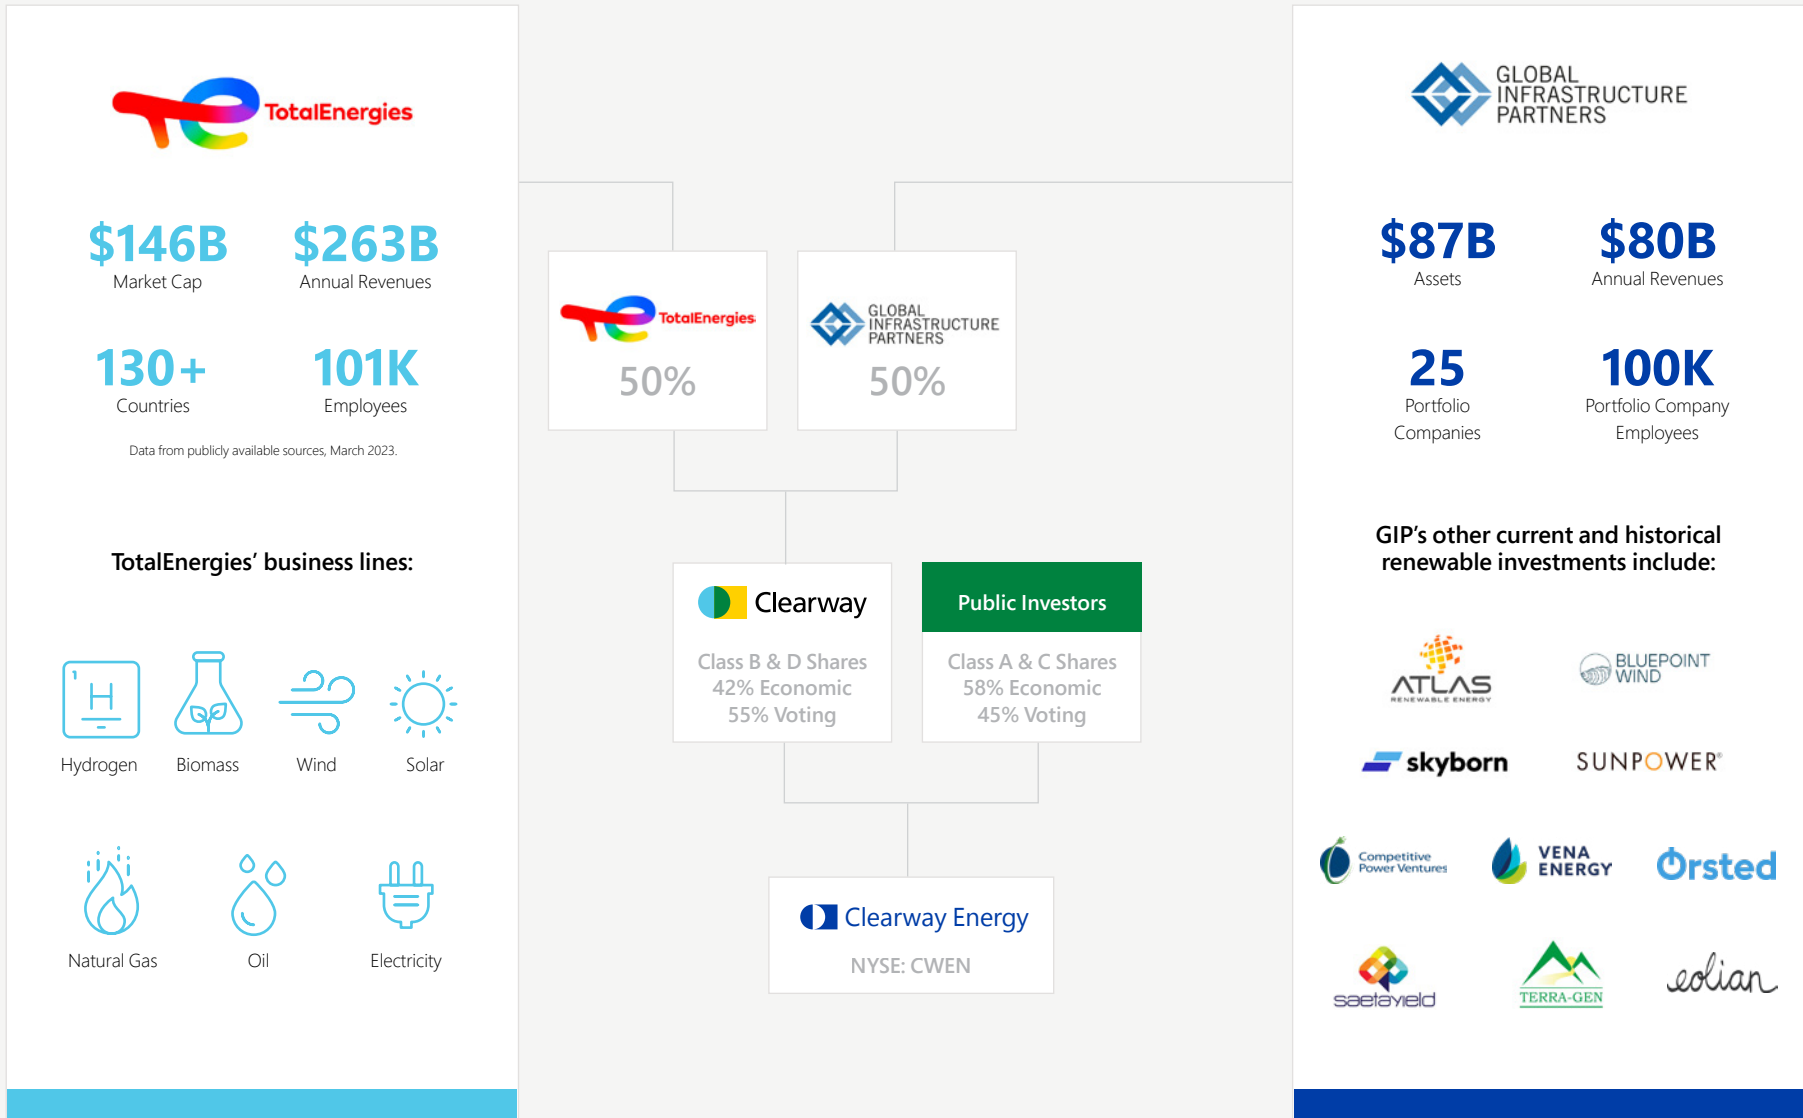 TotalEnergies
$146B
Market Cap
$263B
Annual Revenues
130+
Countries
101K
Employees
Data from publicly available sources, March 2023.
TotalEnergies’ business lines:
1
H
Hydrogen
Biomass
Wind
Solar
Natural Gas
Oil
Electricity
TotalEnergies
50%
GLOBAL
INFRASTRUCTURE
PARTNERS
50%
Clearway
Class B & D Shares
42% Economic
55% Voting
Public Investors
Class A & C Shares
58% Economic
45% Voting
Clearway Energy
NYSE: CWEN
GLOBAL
INFRASTRUCTURE
PARTNERS
$87B
Assets
$80B
Annual Revenues
25
Portfolio
Companies
100K
Portfolio Company
Employees
GIP’s other current and historical
renewable investments include:
ATLAS
RENEWABLE ENERGY
BLUEPOINT
WIND
skyborn
SUNPOWER®
Competitive
Power Ventures
VENA
ENERGY
Ørsted
saetayield
TERRA-GEN
eolian